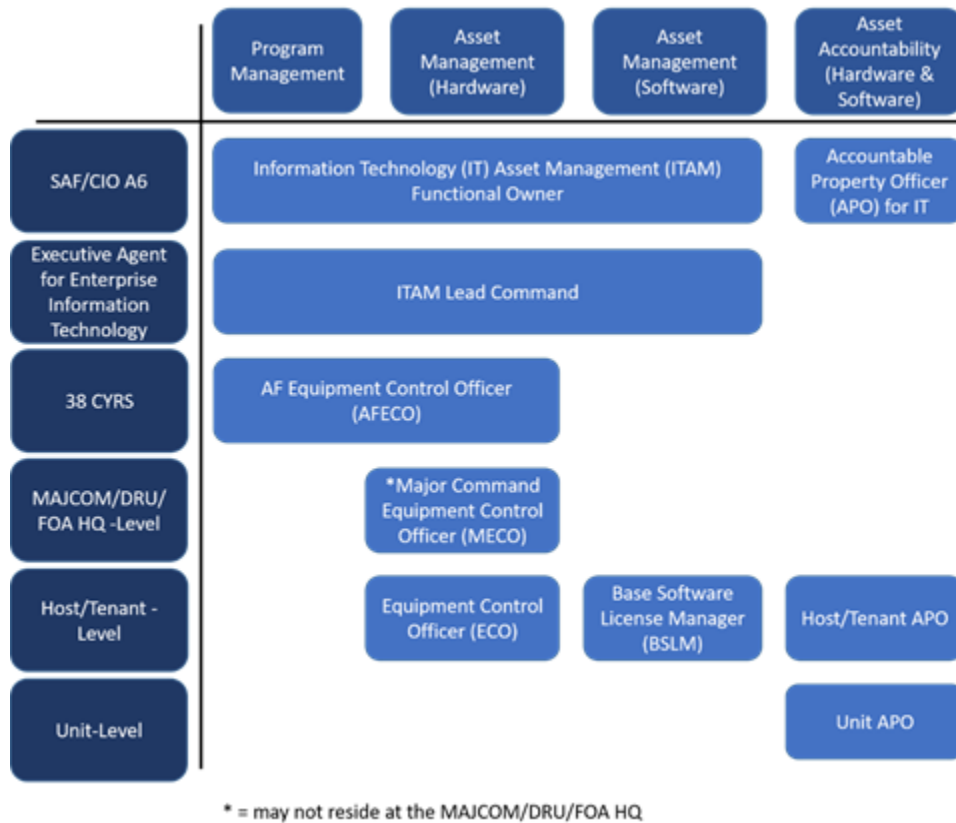 Program
Management
Asset
Management
(Hardware)
Asset
Management
(Software)
Asset
Accountability
(Hardware &
Software)
SAF/CIO A6
Information Technology (IT) Asset Management (ITAM)
Functional Owner
Accountable
Property Officer
(APO) for IT
Executive Agent
for Enterprise
Information
Technology
ITAM Lead Command
38 CYRS
AF Equipment Control Officer
(AFECO)
MAJCOM/DRU/
FOA HQ -Level
*Major Command
Equipment Control
Officer (MECO)
Host/Tenant -
Level
Equipment Control
Officer (ECO)
Base Software
License Manager
(BSLM)
Host/Tenant APO
Unit-Level
Unit APO
* = may not reside at the MAJCOM/DRU/FOA HQ